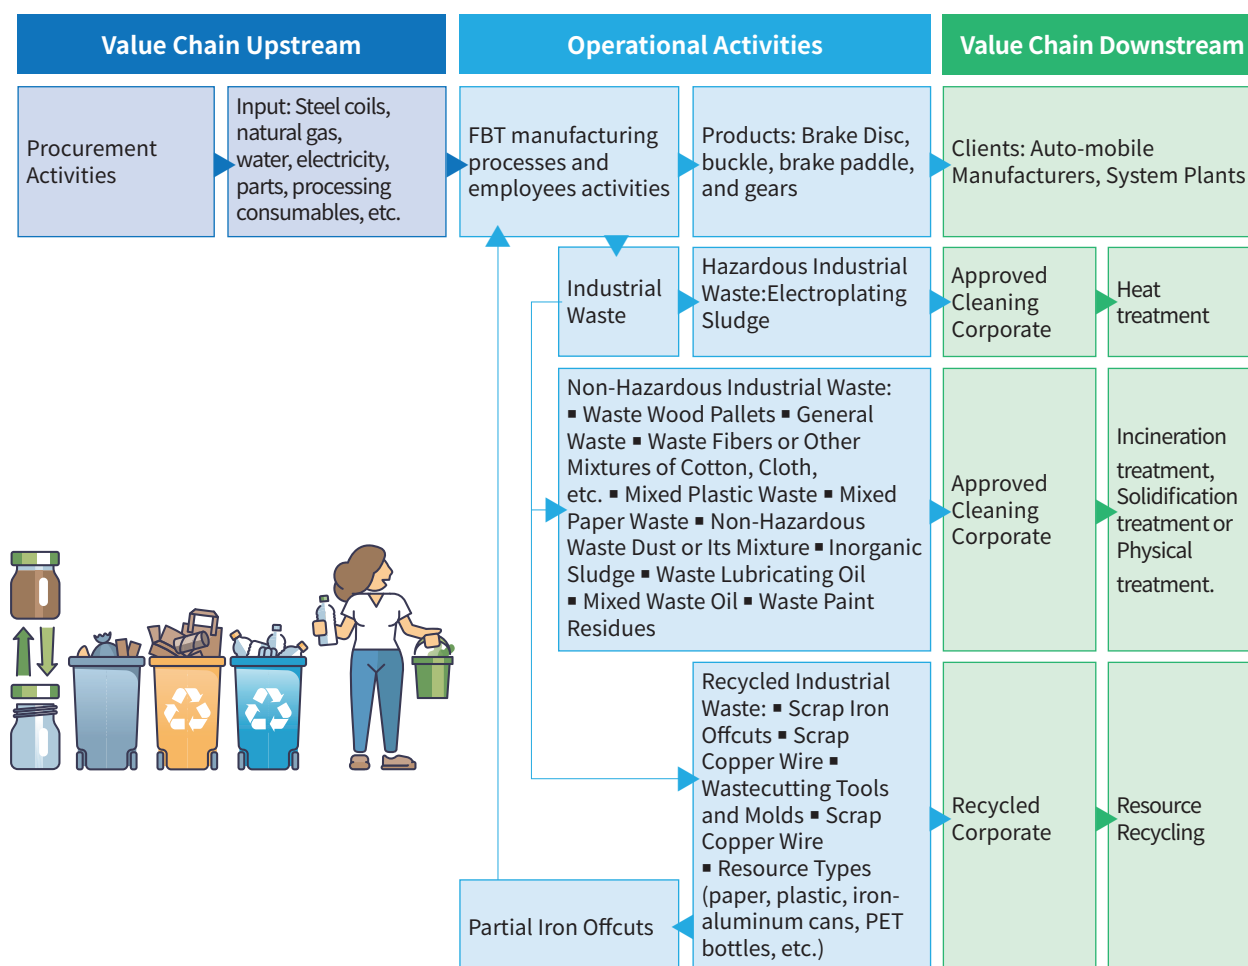 Value Chain Upstream
Operational Activities
Value Chain Downstream
Procurement
Activities
Input: Steel coils,
natural gas,
water, electricity,
parts, processing
consumables, etc.
FBT manufacturing
processes and
employees activities
Products: Brake Disc,
buckle, brake paddle,
and gears
Clients: Auto-mobile
Manufacturers, System Plants
Industrial
Waste
Hazardous Industrial
Waste:Electroplating
Sludge
Approved
Cleaning
Corporate
Heat
treatment
Non-Hazardous Industrial Waste:
▪ Waste Wood Pallets ▪ General
Waste ▪ Waste Fibers or Other
Mixtures of Cotton, Cloth,
etc. ▪ Mixed Plastic Waste ▪ Mixed
Paper Waste ▪ Non-Hazardous
Waste Dust or Its Mixture ▪ Inorganic
Sludge ▪ Waste Lubricating Oil
▪ Mixed Waste Oil ▪ Waste Paint
Residues
Approved
Cleaning
Corporate
Incineration
treatment,
Solidification
treatment or
Physical
treatment.
Recycled Industrial
Waste: ▪ Scrap Iron
Offcuts ▪ Scrap
Copper Wire ▪
Wastecutting Tools
and Molds ▪ Scrap
Copper Wire
▪ Resource Types
(paper, plastic, iron-
aluminum cans, PET
bottles, etc.)
Recycled
Corporate
Resource
Recycling
Partial Iron Offcuts